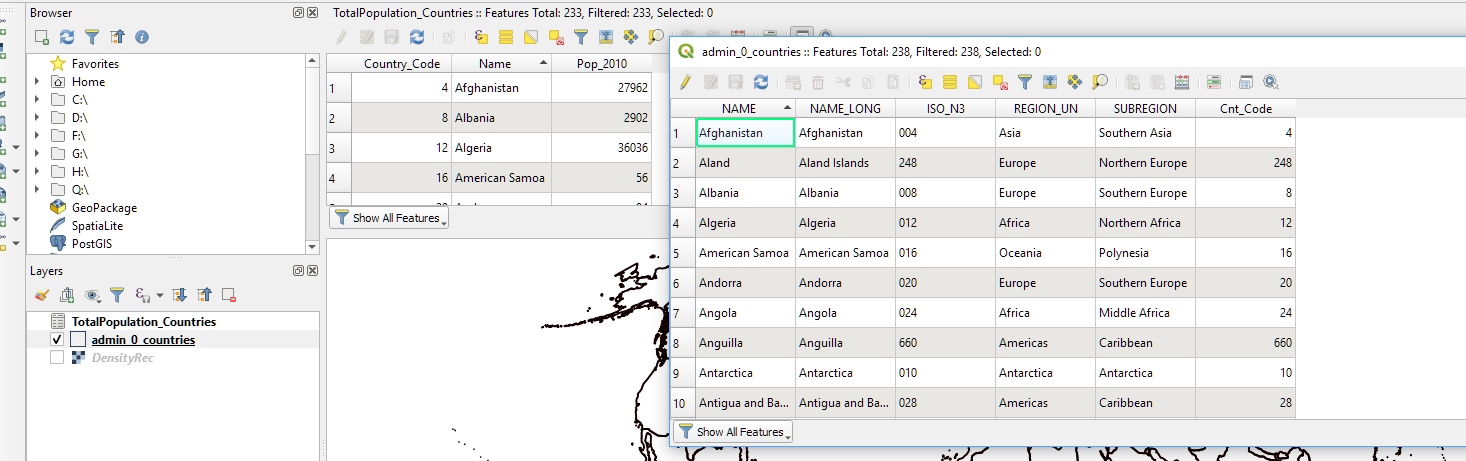 Browser
Favorites
Home
C:\
D:\
F:\
G:\
H:\
Q:\
GeoPackage
SpatiaLite
PostGIS
Layers
TotalPopulation_Countries
admin_0_countries
DensityRec
TotalPopulation_Countries :: Features Total: 233, Filtered: 233, Selected: 0
Country_Code Name Pop_2010
1 4 Afghanistan 27962
2 8 Albania 2902
3 12 Algeria 36036
4 16 American Samoa 56
Show All Features
admin_0_countries :: Features Total: 238, Filtered: 238, Selected: 0
NAME NAME_LONG ISO_N3 REGION_UN SUBREGION Cnt_Code
1 Afghanistan Afghanistan 004 Asia Southern Asia 4
2 Aland Aland Islands 248 Europe Northern Europe 248
3 Albania Albania 008 Europe Southern Europe 8
4 Algeria Algeria 012 Africa Northern Africa 12
5 American Samoa American Samoa 016 Oceania Polynesia 16
6 Andorra Andorra 020 Europe Southern Europe 20
7 Angola Angola 024 Africa Middle Africa 24
8 Anguilla Anguilla 660 Americas Caribbean 660
9 Antarctica Antarctica 010 Antarctica Antarctica 10
10 Antigua and Ba... Antigua and Ba... 028 Americas Caribbean 28
Show All Features